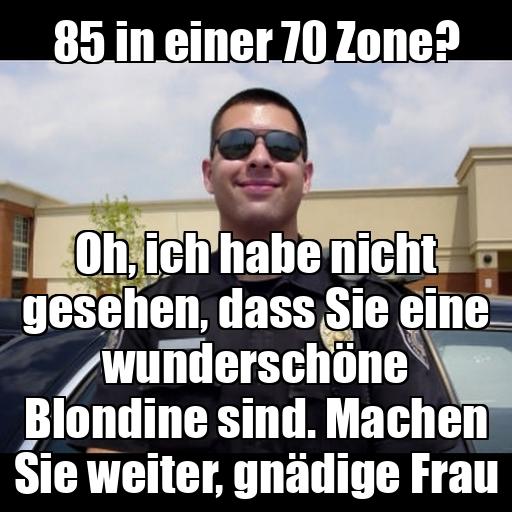 85 in einer 70 Zone?
Oh, ich habe nicht
gesehen, dass Sie eine
wunderschöne
Blondine sind. Machen
Sie weiter, gnädige Frau